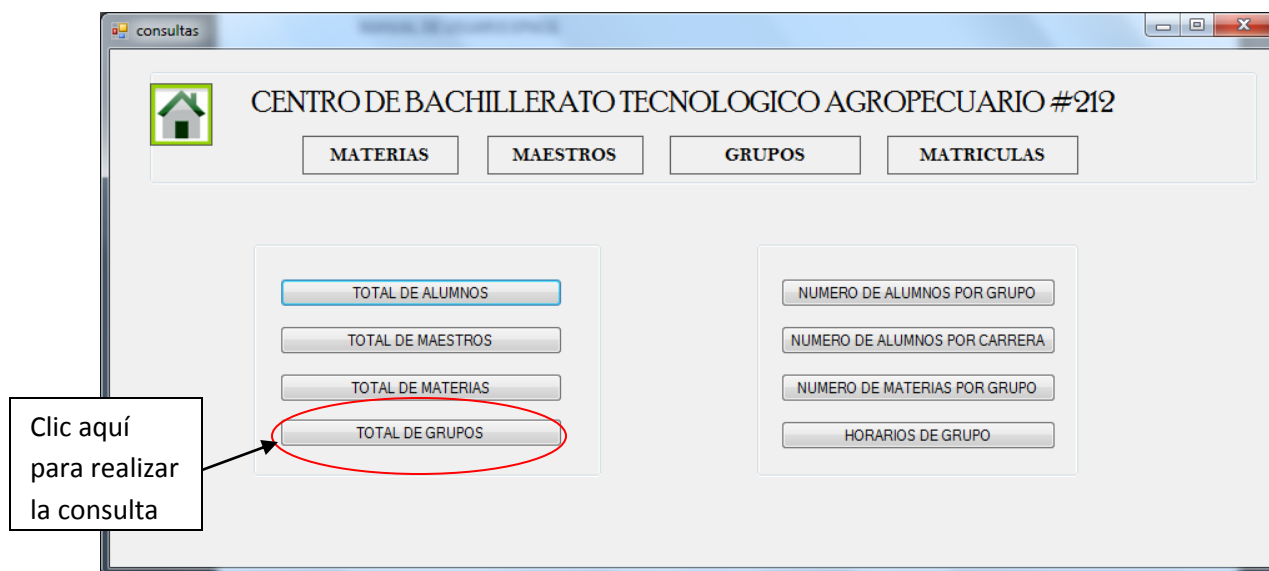 consultas
CENTRO DE BACHILLERATO TECNOLOGICO AGROPECUARIO #212
MATERIAS MAESTROS GRUPOS MATRICULAS
TOTAL DE ALUMNOS
TOTAL DE MAESTROS
TOTAL DE MATERIAS
TOTAL DE GRUPOS
NUMERO DE ALUMNOS POR GRUPO
NUMERO DE ALUMNOS POR CARRERA
NUMERO DE MATERIAS POR GRUPO
HORARIOS DE GRUPO
Clic aquí
para realizar
la consulta